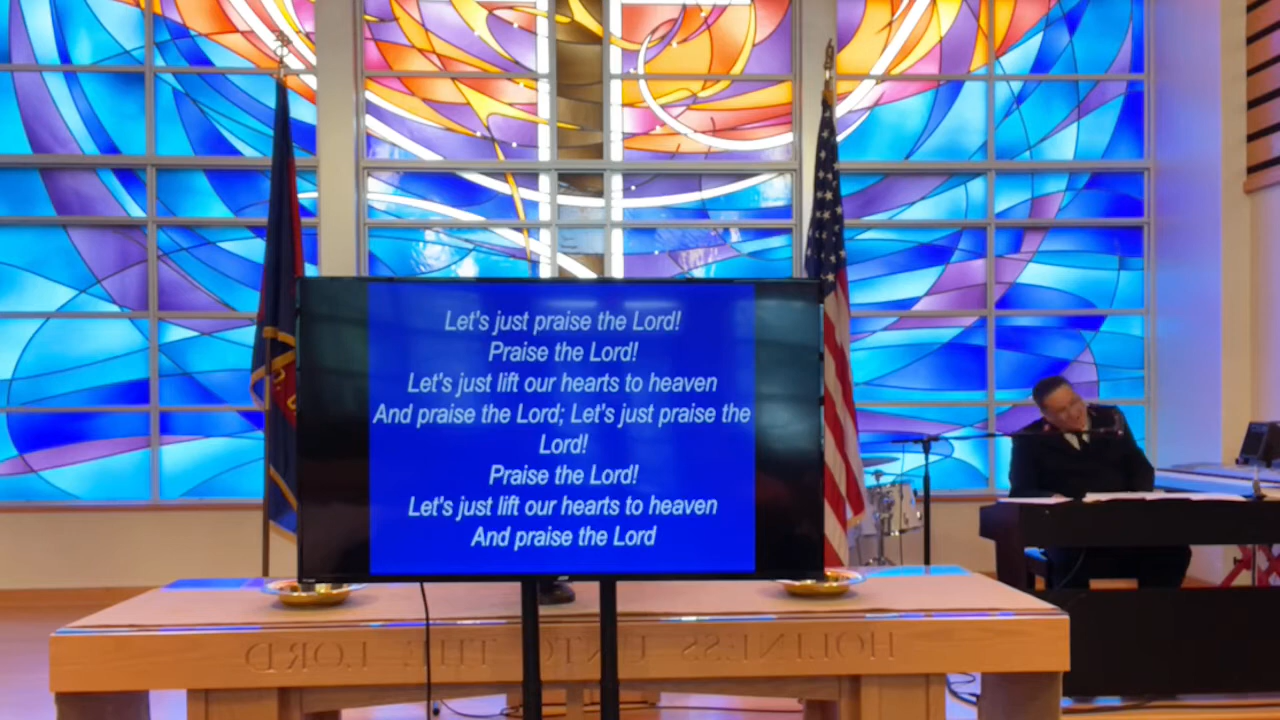 Let's just praise the Lord!
Praise the Lord!
Let's just lift our hearts to heaven
And praise the Lord; Let's just praise the
Lord!
Praise the Lord!
Let's just lift our hearts to heaven
And praise the Lord
HOLINESS UNTO THE LORD